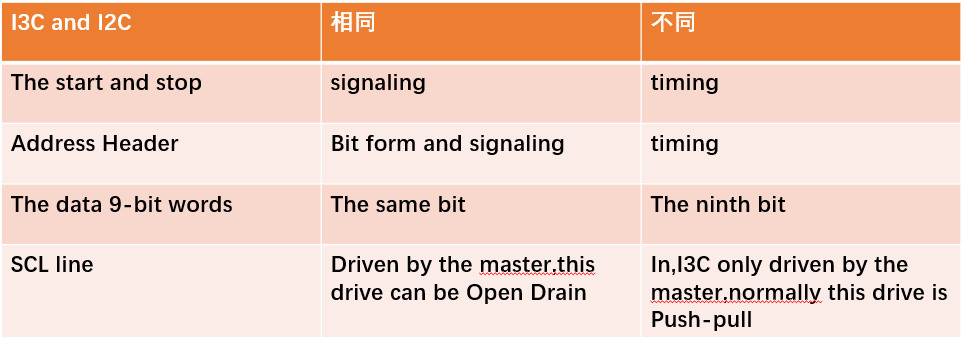 I3C and I2C
相同
不同
The start and stop
signaling
timing
Address Header
Bit form and signaling
timing
The data 9-bit words
The same bit
The ninth bit
SCL line
Driven by the master.this
drive can be Open Drain
In,I3C only driven by the
master.normally this drive is
Push-pull